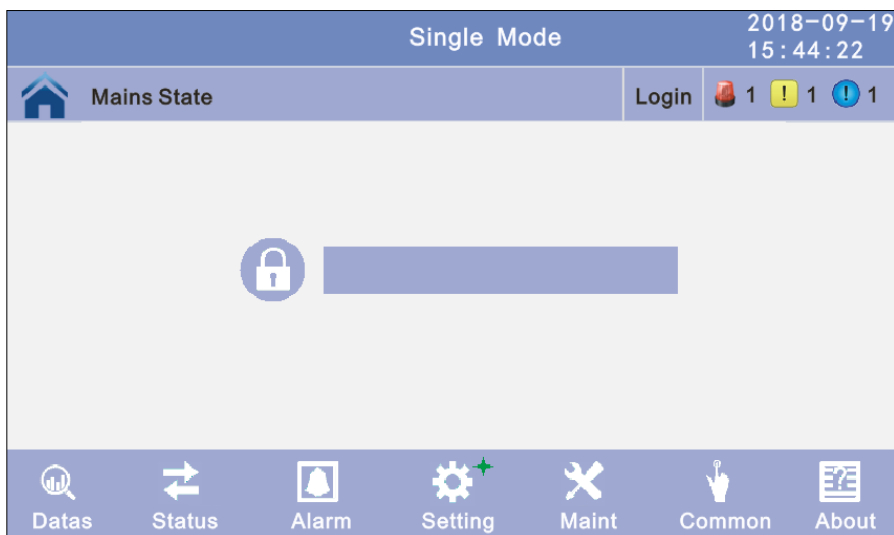 Single Mode
2018-09-19
15:44:22
Mains State
Login
1
! 1
! 1
Datas
Status
Alarm
Setting
Maint
Common
About